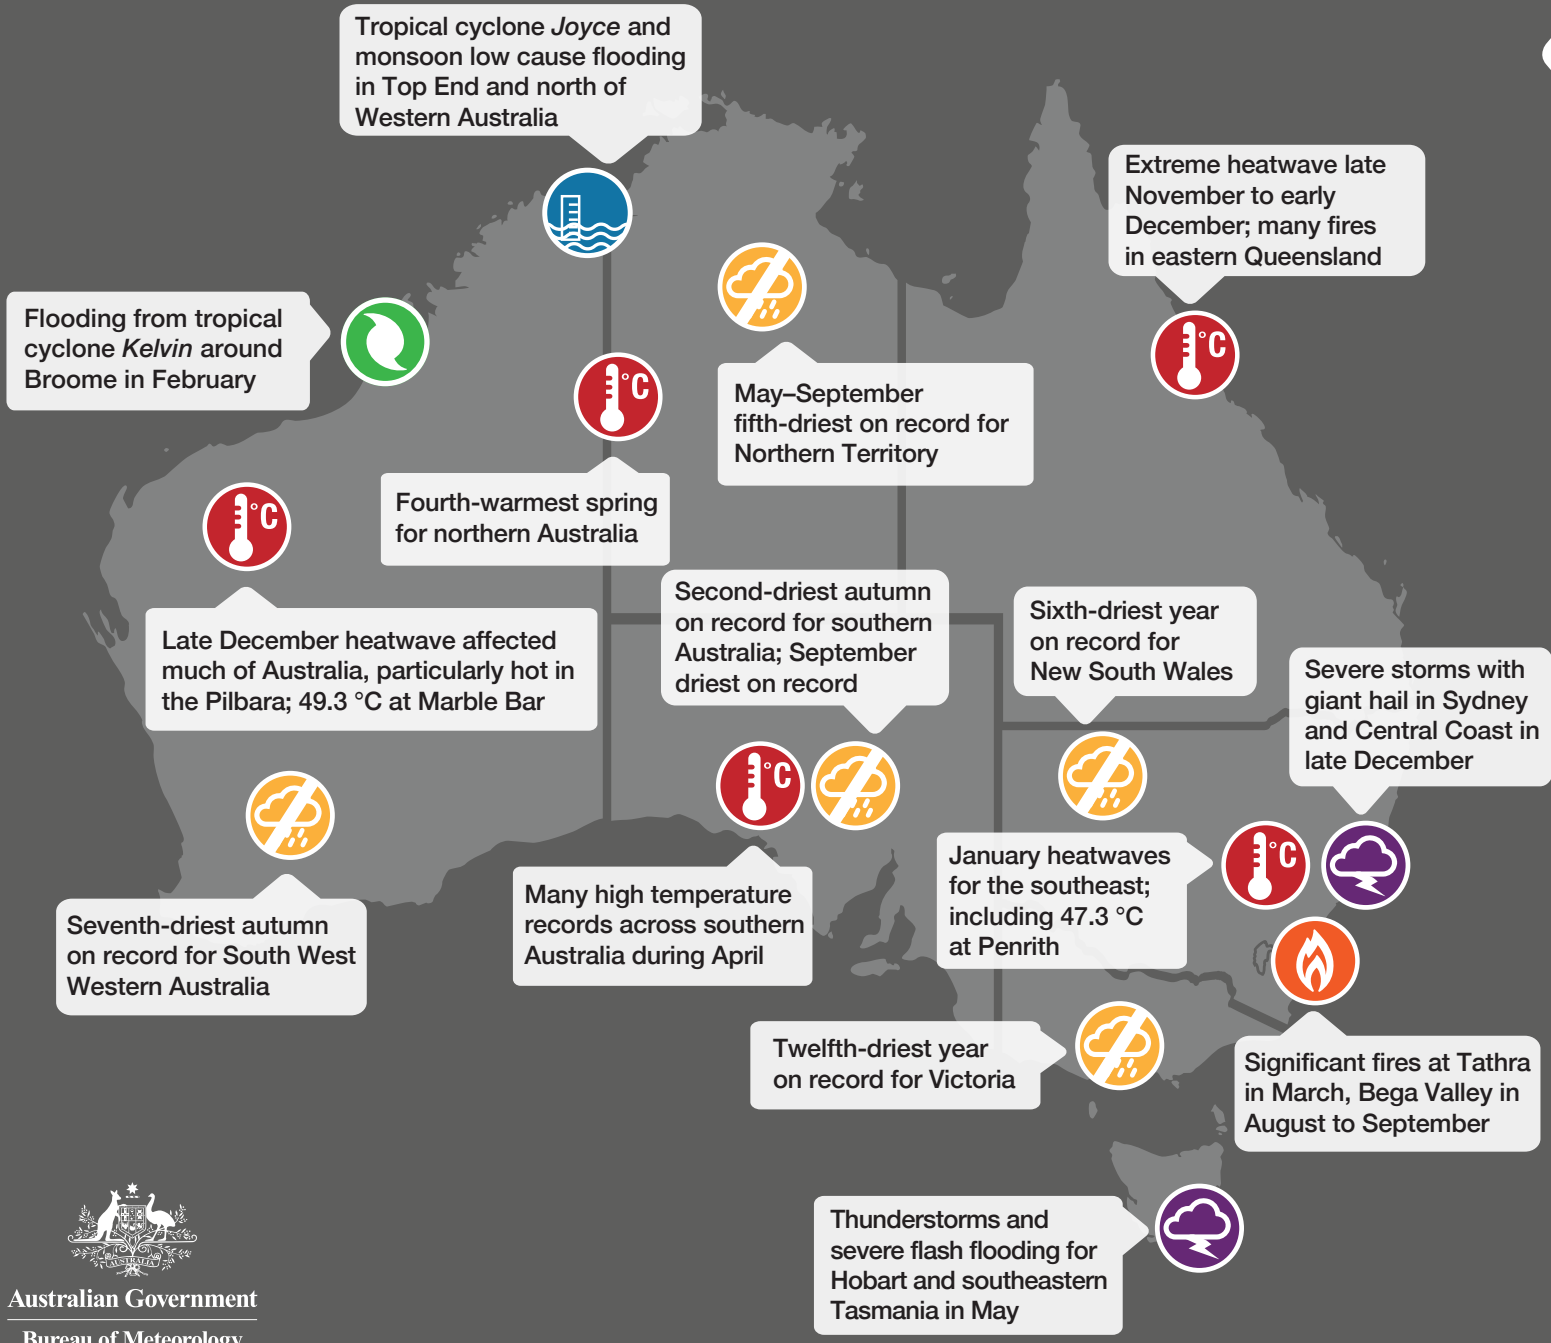 Tropical cyclone Joyce and
monsoon low cause flooding
in Top End and north of
Western Australia
Extreme heatwave late
November to early
December; many fires
in eastern Queensland
Flooding from tropical
cyclone Kelvin around
Broome in February
°C
°C
May–September
fifth-driest on record for
Northern Territory
Fourth-warmest spring
for northern Australia
°C
Late December heatwave affected
much of Australia, particularly hot in
the Pilbara; 49.3 °C at Marble Bar
Second-driest autumn
on record for southern
Australia; September
driest on record
Sixth-driest year
on record for
New South Wales
Severe storms with
giant hail in Sydney
and Central Coast in
late December
°C
°C
January heatwaves
for the southeast;
including 47.3 °C
at Penrith
Many high temperature
records across southern
Australia during April
Seventh-driest autumn
on record for South West
Western Australia
Twelfth-driest year
on record for Victoria
Significant fires at Tathra
in March, Bega Valley in
August to September
Thunderstorms and
severe flash flooding for
Hobart and southeastern
Tasmania in May
AUSTRALIA
Australian Government
Bureau of Meteorology